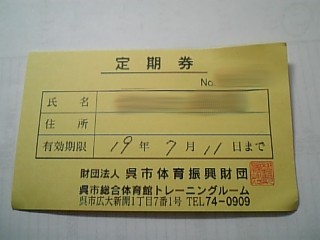 定期券
No.
氏名
住所
有効期限 19年7月11日まで
財団法人 呉市体育振興財団
呉市総合体育館トレーニングルーム
呉市広大新開1丁目7番1号 TEL74-0909